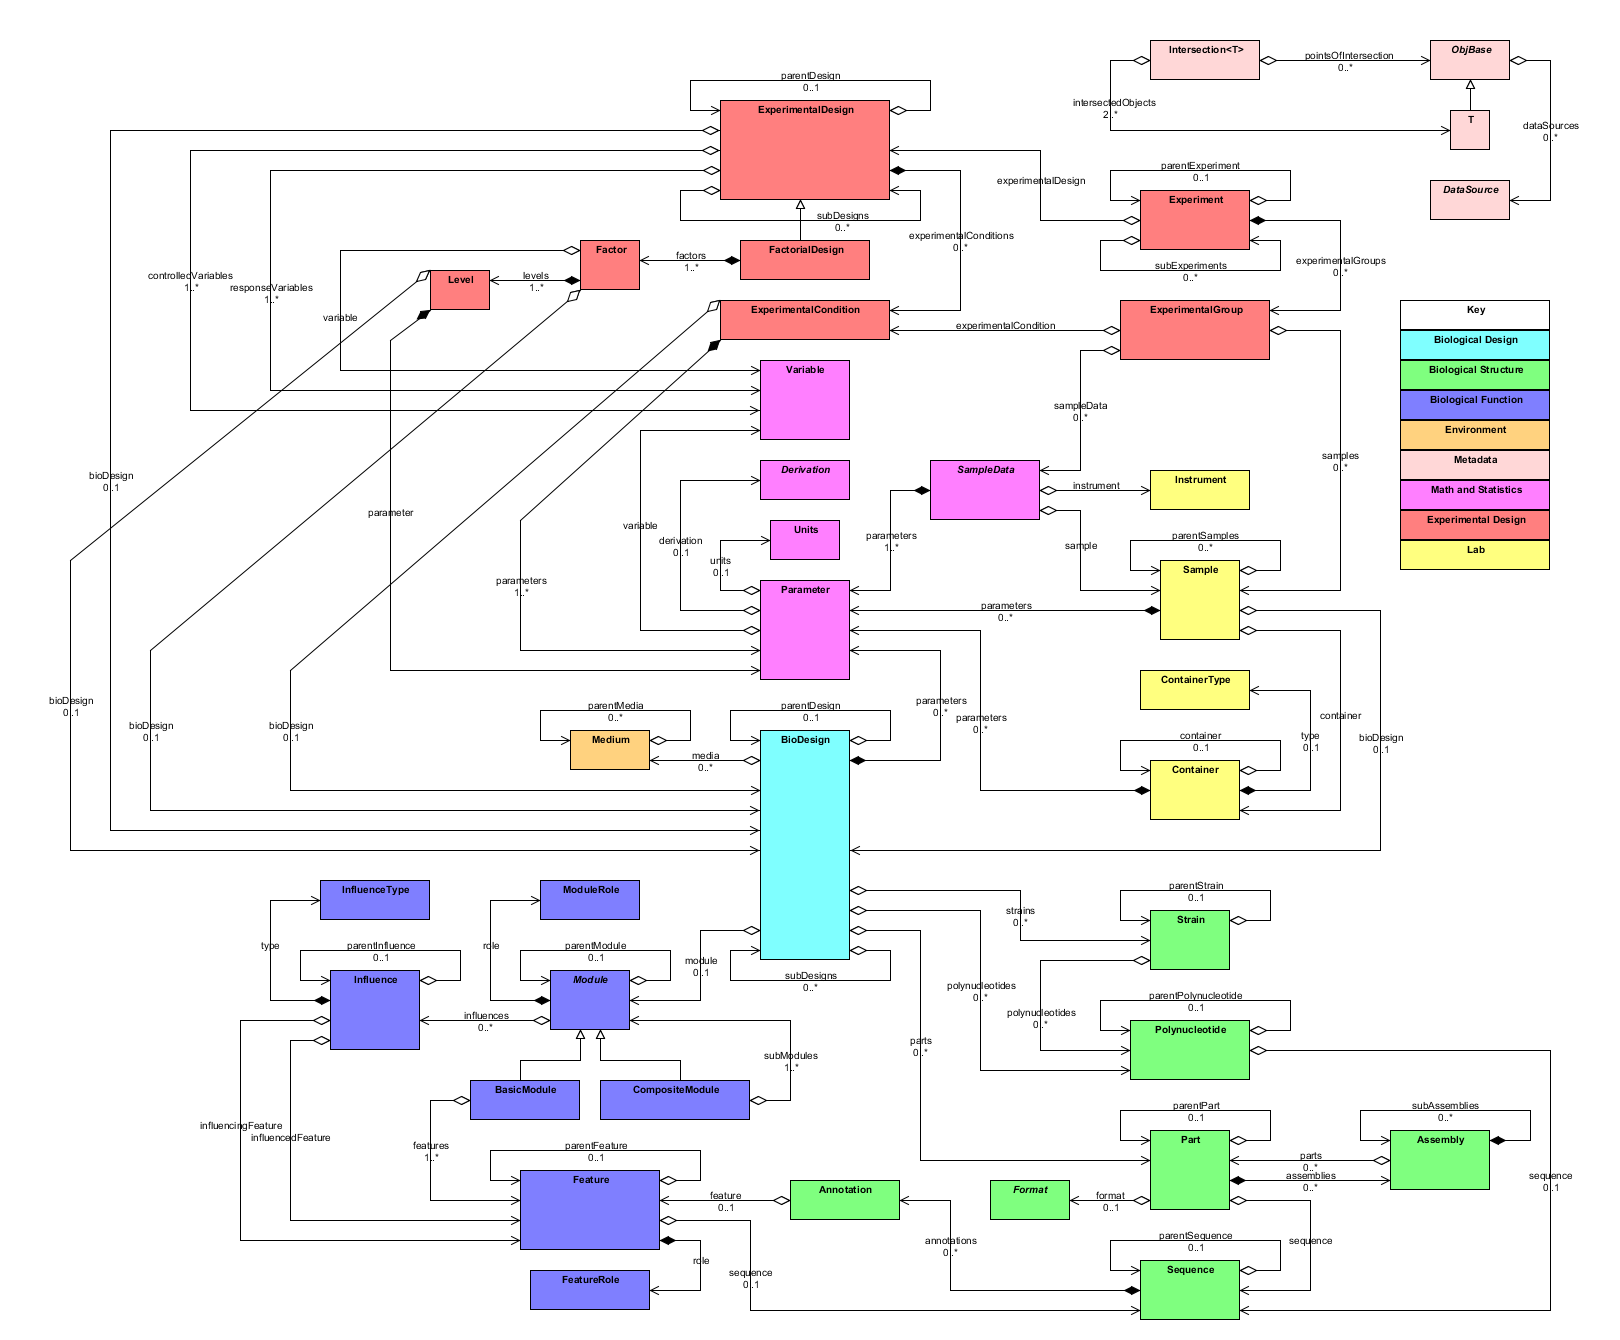 Intersection<T>
pointsOfIntersection
0..*
ObjBase
intersectedObjects
2..*
T
dataSources
0..*
DataSource
parentDesign
0..1
ExperimentalDesign
experimentalDesign
parentExperiment
0..1
Experiment
subDesigns
0..*
subExperiments
0..*
experimentalConditions
0..*
experimentalGroups
0..*
Factor
factors
1..*
FactorialDesign
Level
levels
1..*
controlledVariables
1..*
responseVariables
1..*
variable
ExperimentalCondition
experimentalCondition
ExperimentalGroup
Key
Biological Design
Biological Structure
Biological Function
Environment
Metadata
Math and Statistics
Experimental Design
Lab
Variable
sampleData
0..*
samples
0..*
Derivation
SampleData
instrument
Instrument
bioDesign
0..1
parameter
variable
derivation
0..1
units
0..1
Units
parameters
1..*
sample
parentSamples
0..*
Sample
parameters
1..*
Parameter
parameters
0..*
ContainerType
bioDesign
0..1
bioDesign
0..1
bioDesign
0..1
parentMedia
0..*
Medium
media
0..*
parentDesign
0..1
BioDesign
parameters
0..*
parameters
0..*
container
0..1
Container
type
0..1
container
bioDesign
0..1
InfluenceType
ModuleRole
type
role
parentInfluence
0..1
Influence
parentModule
0..1
Module
module
0..1
influences
0..*
subDesigns
0..*
strains
0..*
parentStrain
0..1
Strain
polynucleotides
0..*
polynucleotides
0..*
parentPolynucleotide
0..1
Polynucleotide
parts
0..*
subModules
1..*
BasicModule
CompositeModule
influencingFeature
influencedFeature
features
1..*
parentFeature
0..1
Feature
feature
0..1
Annotation
Format
format
0..1
parentPart
0..1
Part
parts
0..*
assemblies
0..*
subAssemblies
0..*
Assembly
sequence
0..1
role
FeatureRole
sequence
0..1
annotations
0..*
parentSequence
0..1
Sequence
sequence